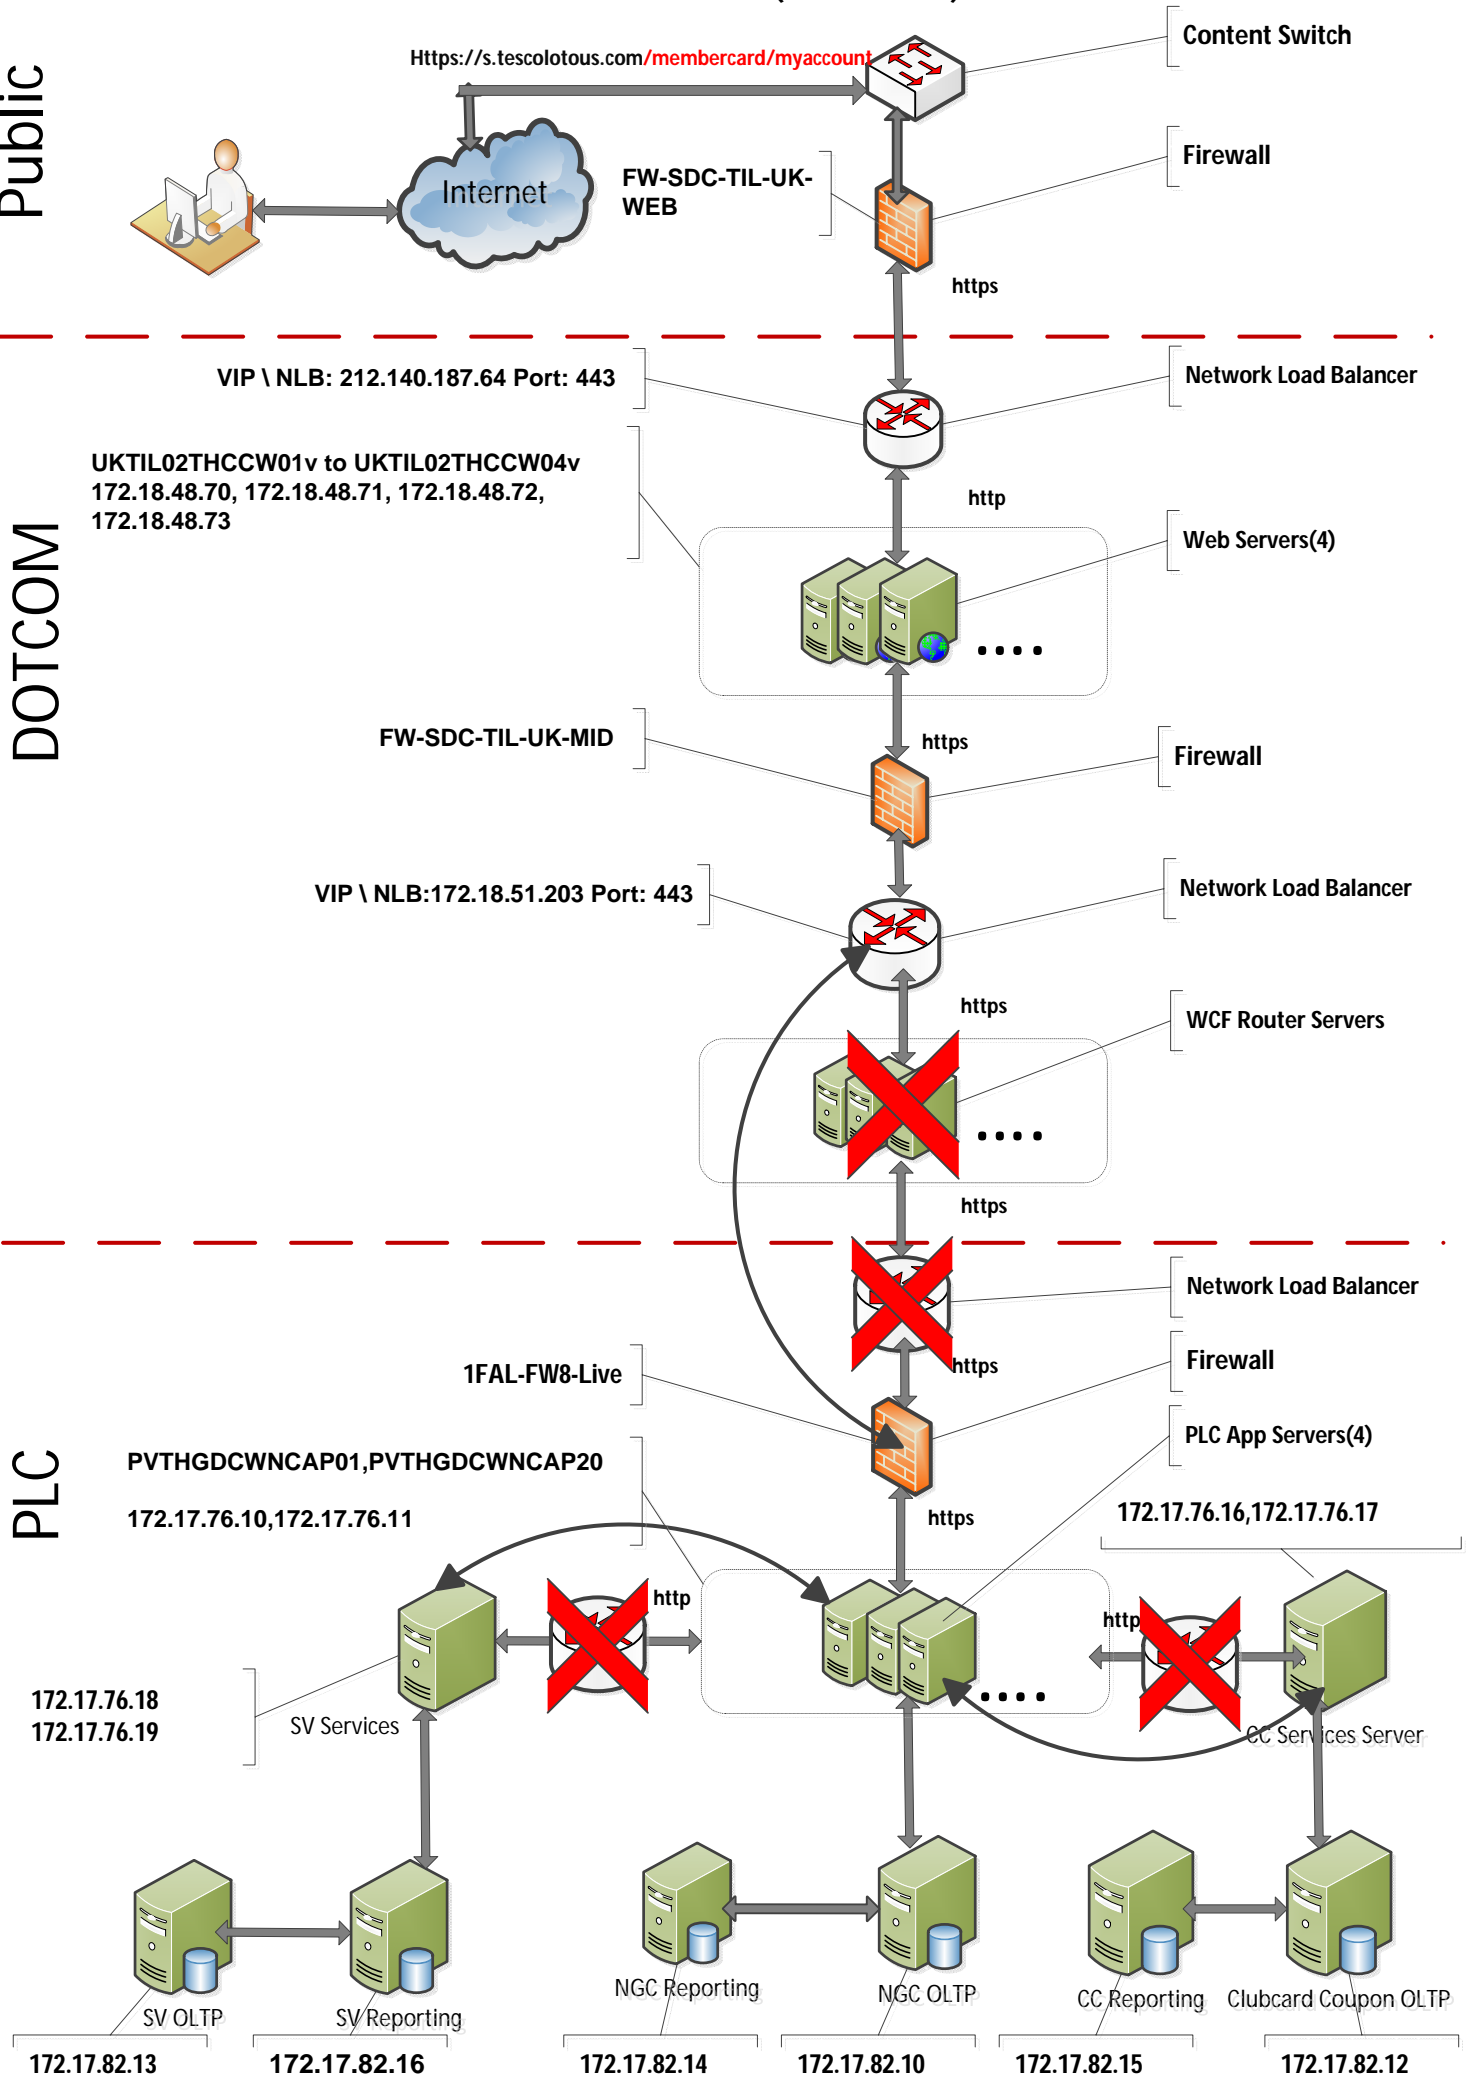 Https://s.tescolotous.com/membercard/myaccount
Content Switch
Public
Internet
FW-SDC-TIL-UK-
WEB
Firewall
https
VIP \ NLB: 212.140.187.64 Port: 443
Network Load Balancer
UKTIL02THCCW01v to UKTIL02THCCW04v
172.18.48.70, 172.18.48.71, 172.18.48.72,
172.18.48.73
http
Web Servers(4)
....
DOTCOM
FW-SDC-TIL-UK-MID
https
Firewall
VIP \ NLB:172.18.51.203 Port: 443
Network Load Balancer
https
WCF Router Servers
....
https
Network Load Balancer
https
1FAL-FW8-Live
Firewall
PLC
PVTHGDCWNCAP01,PVTHGDCWNCAP20
172.17.76.10,172.17.76.11
PLC App Servers(4)
https
172.17.76.16,172.17.76.17
http
http
....
172.17.76.18
172.17.76.19
SV Services
CC Services Server
SV OLTP
SV Reporting
NGC Reporting
NGC OLTP
CC Reporting
Clubcard Coupon OLTP
172.17.82.13
172.17.82.16
172.17.82.14
172.17.82.10
172.17.82.15
172.17.82.12